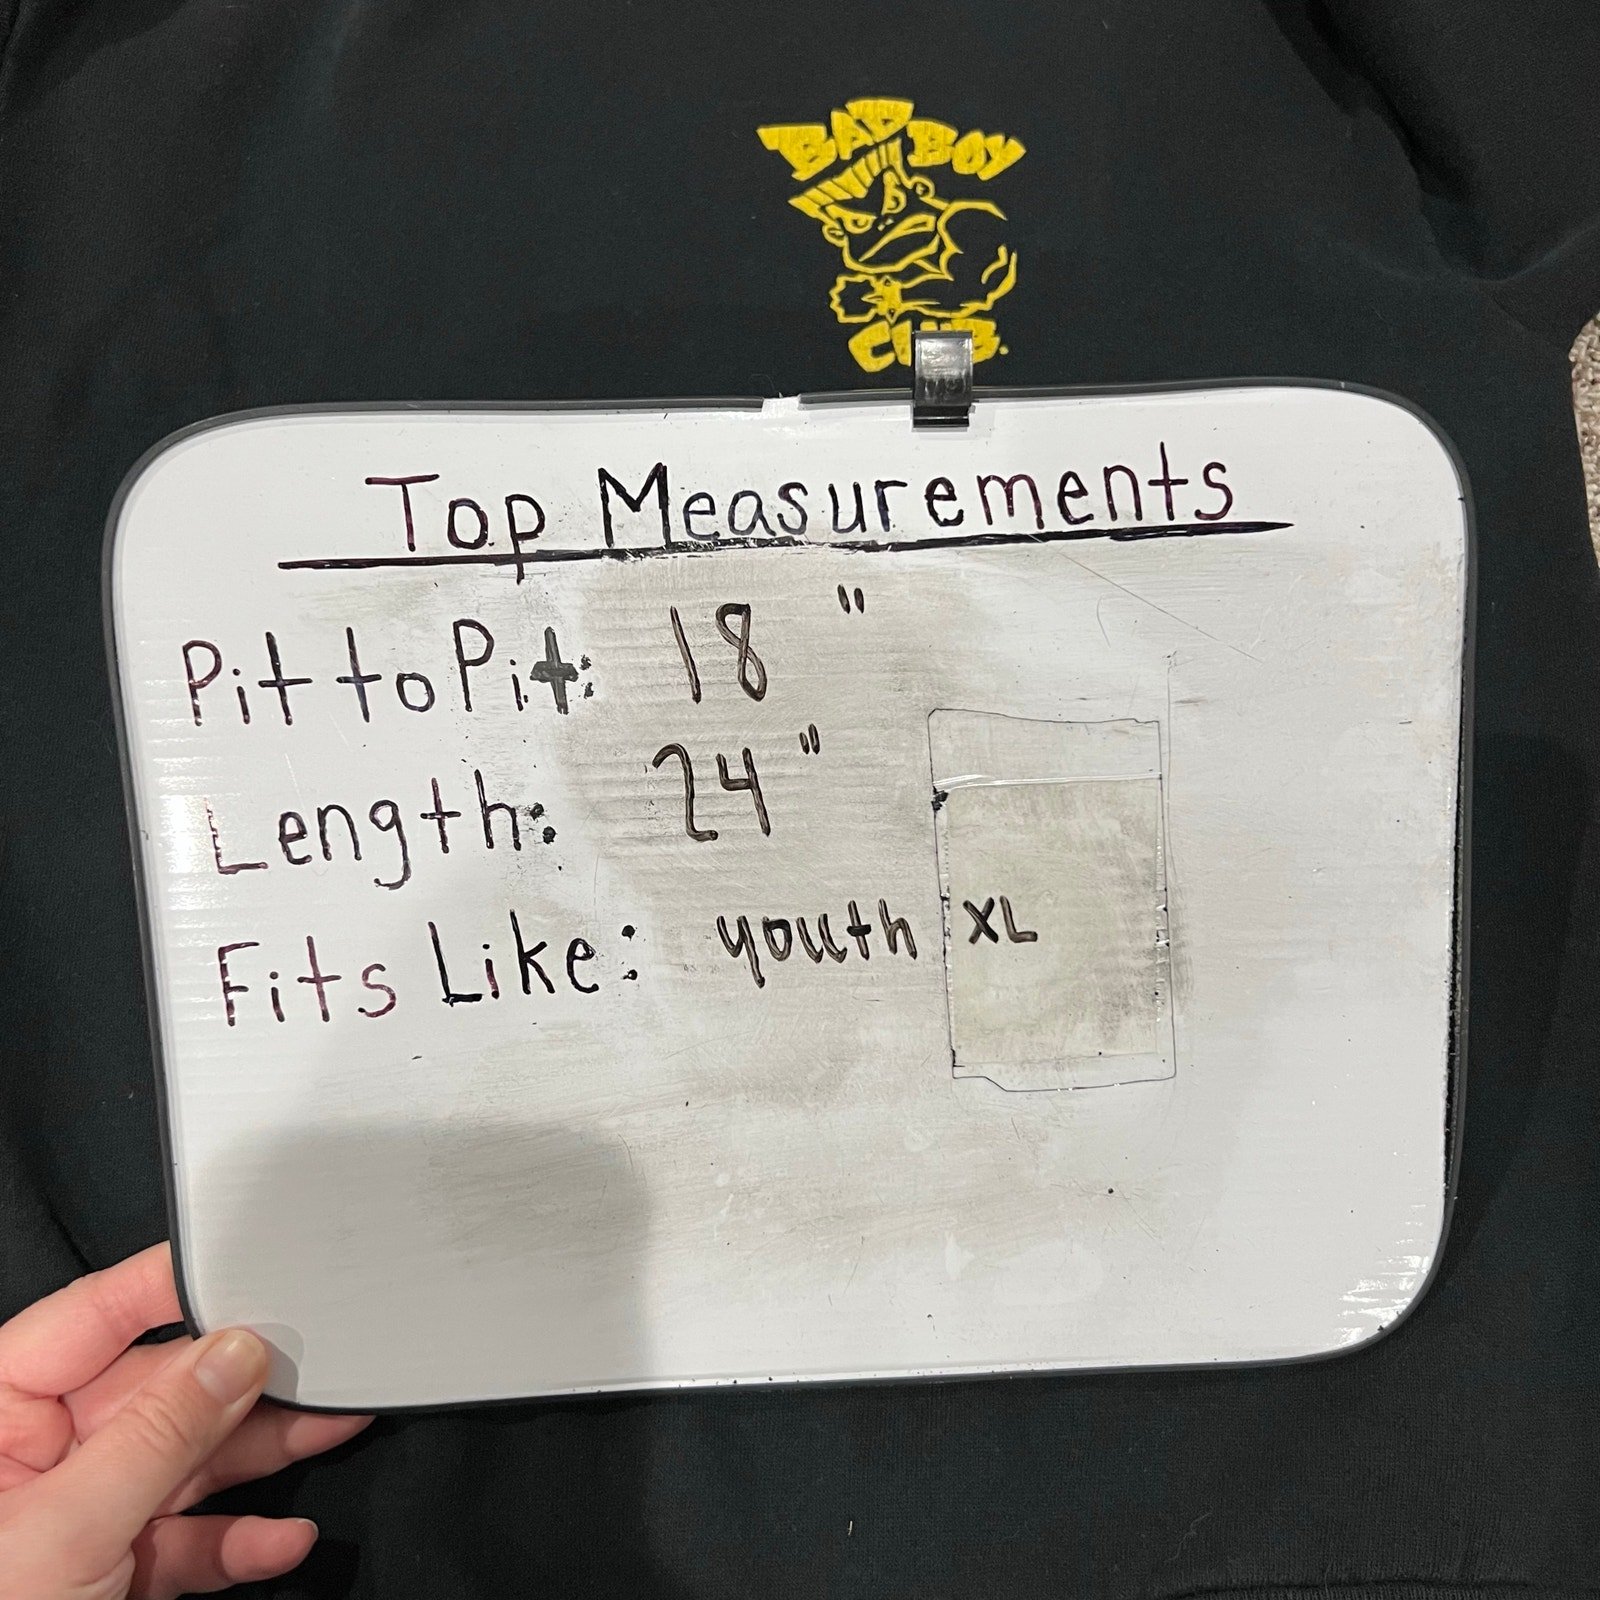 BAD BOY
CLUB.
Top Measurements
Pit to Pit: 18 "
Length: 24 "
Fits Like: youth XL